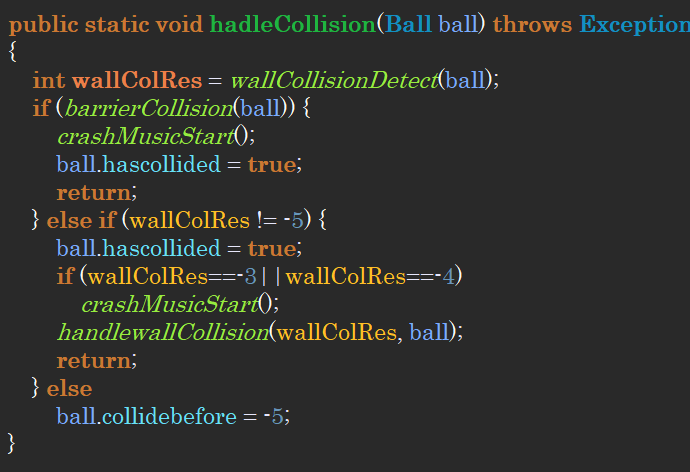 public static void hadleCollision(Ball ball) throws Exception
{
int wallColRes = wallCollisionDetect(ball);
if (barrierCollision(ball)) {
crashMusicStart();
ball.hascollided = true;
return;
} else if (wallColRes != -5) {
ball.hascollided = true;
if (wallColRes==-3||wallColRes==-4)
crashMusicStart();
handlewallCollision(wallColRes, ball);
return;
} else
ball.collidebefore = -5;
}